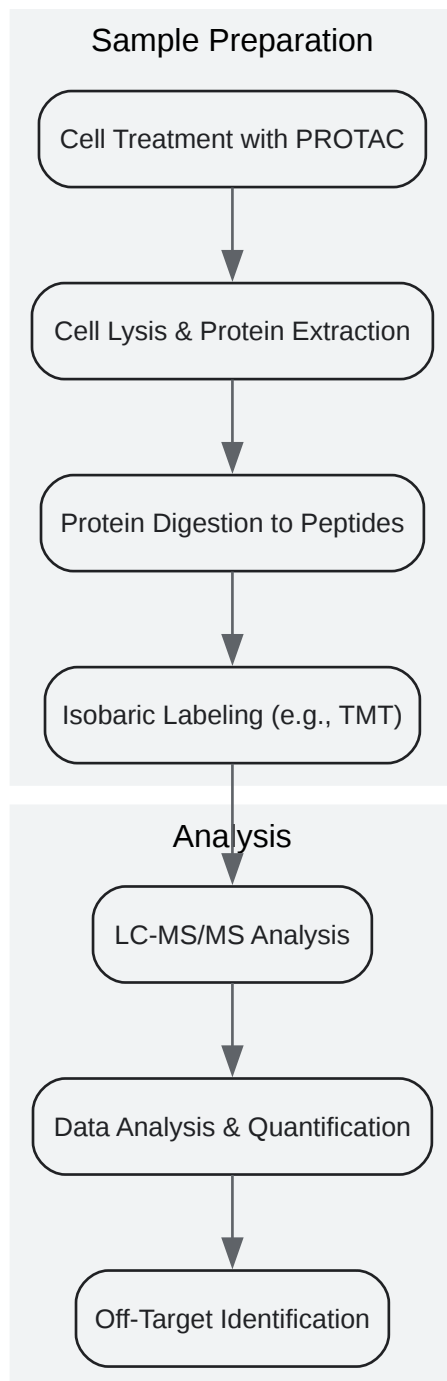 Sample Preparation
Cell Treatment with PROTAC
Cell Lysis & Protein Extraction
Protein Digestion to Peptides
Isobaric Labeling (e.g., TMT)
Analysis
LC-MS/MS Analysis
Data Analysis & Quantification
Off-Target Identification